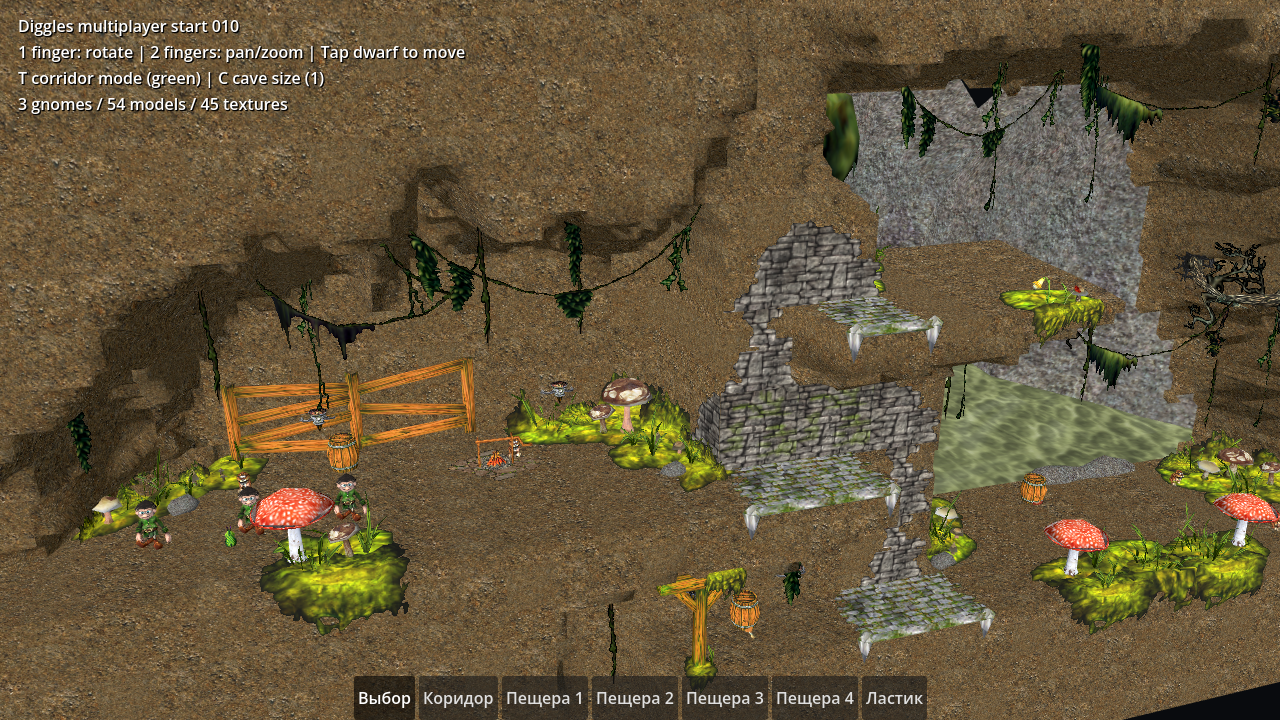 Diggles multiplayer start 010
1 finger: rotate | 2 fingers: pan/zoom | Tap dwarf to move
T corridor mode (green) | C cave size (1)
3 gnomes / 54 models / 45 textures
Выбор Коридор Пещера 1 Пещера 2 Пещера 3 Пещера 4 Ластик